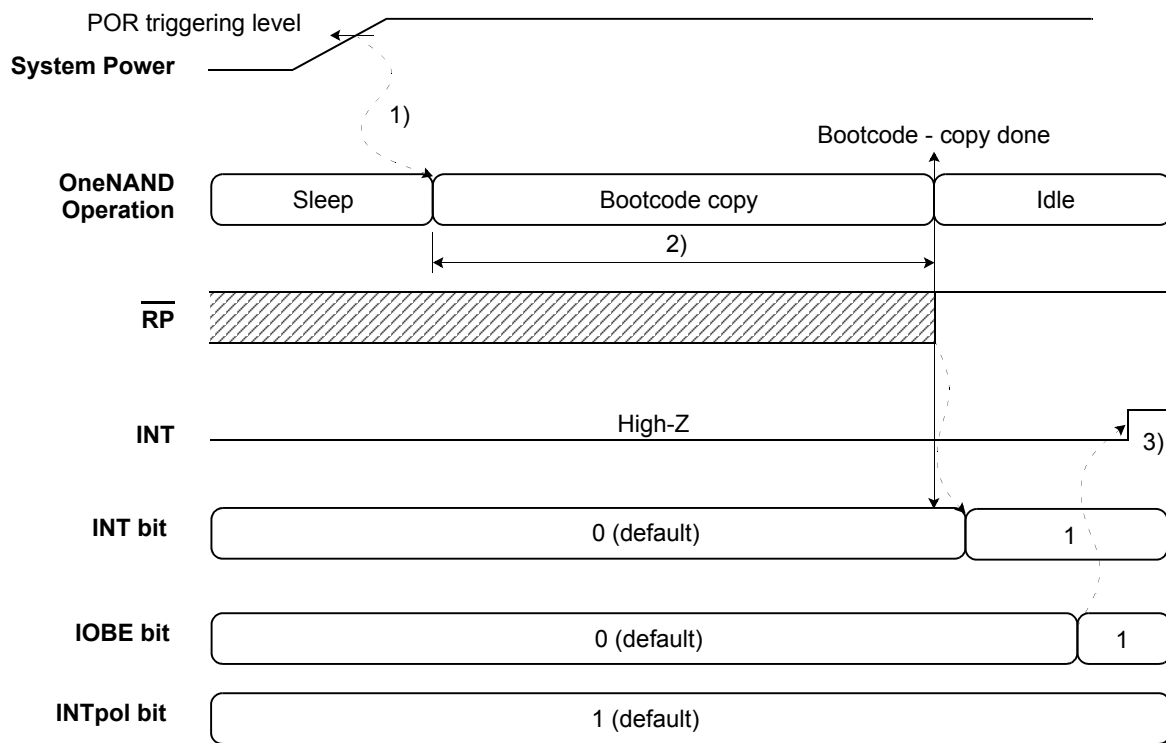 POR triggering level
System Power
1)
Bootcode - copy done
OneNAND
Operation
Sleep
Bootcode copy
Idle
2)
RP
INT
High-Z
3)
INT bit
0 (default)
1
IOBE bit
0 (default)
1
INTpol bit
1 (default)